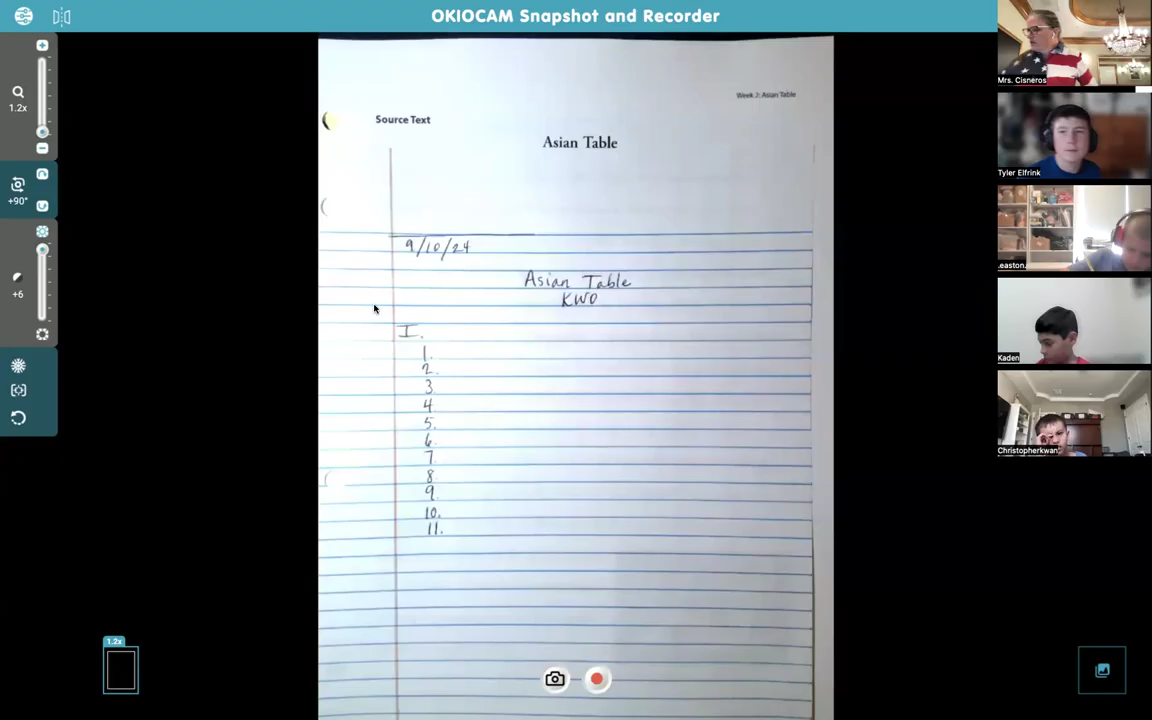 OKIOCAM Snapshot and Recorder
1.2x
+90°
+6
1.2x
Week 2: Asian Table
Source Text
Asian Table
9/10/24
Asian Table
KWO
I.
1.
2.
3.
4
5.
6.
7.
8.
9.
10.
11.
Mrs. Cisneros
Tyler Elfrink
.easton.
Kaden
Christopherkwan